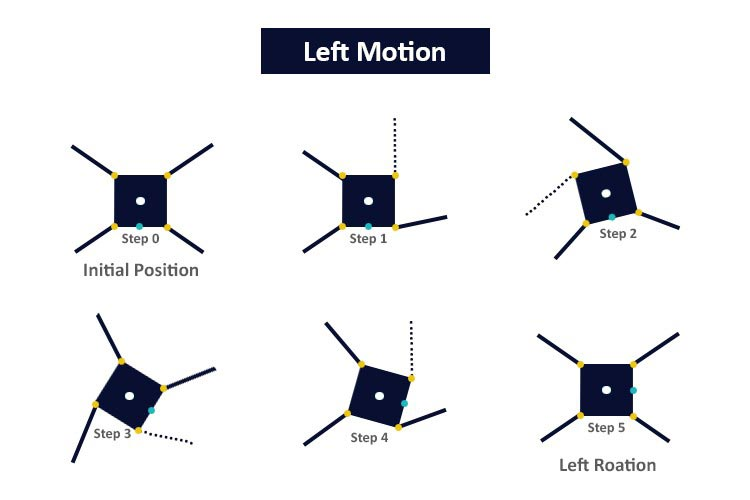 Left Motion
Step 0
Step 1
Step 2
Initial Position
Step 3
Step 4
Step 5
Left Roation